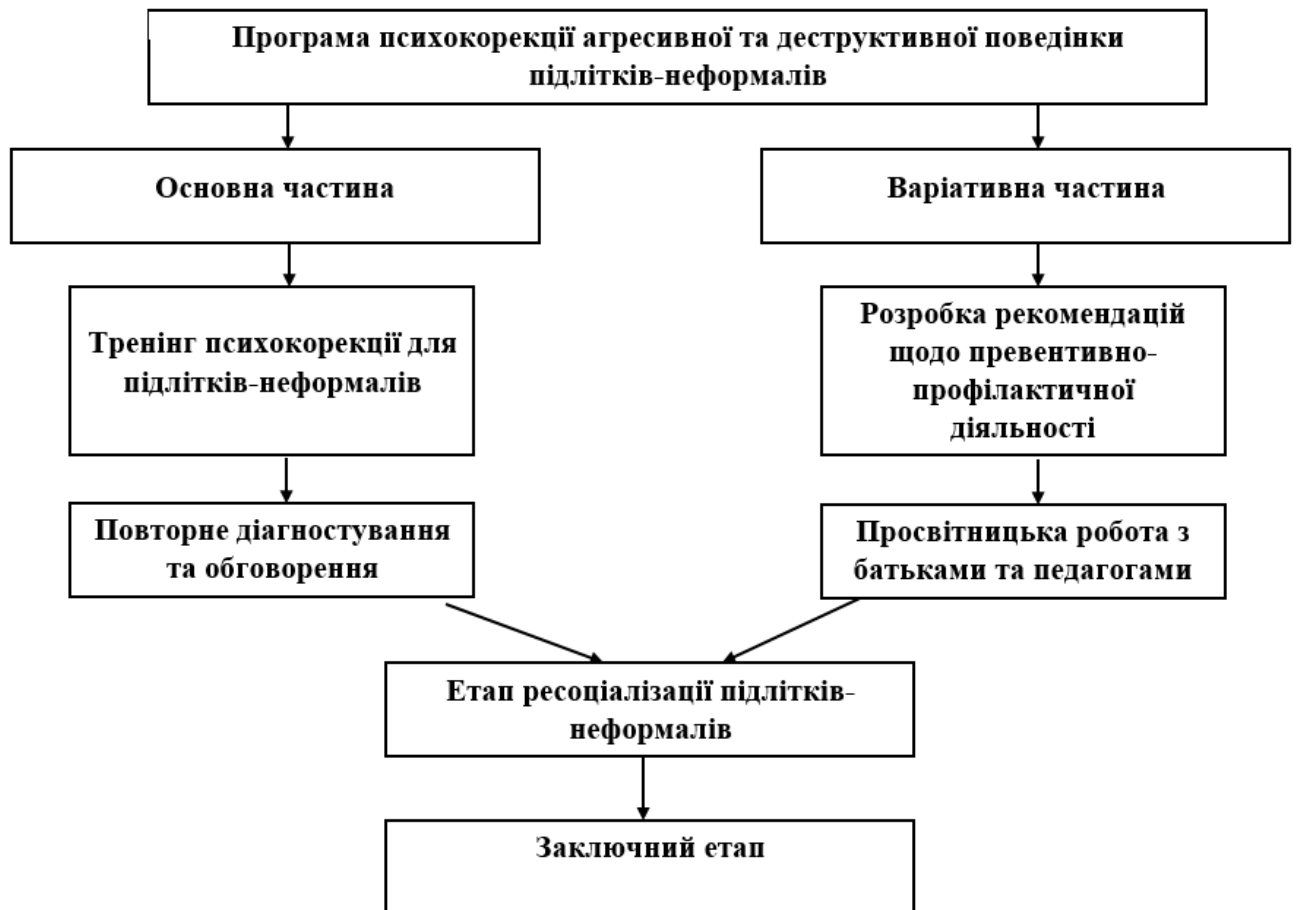 Програма психокорекції агресивної та деструктивної поведінки
підлітків-неформалів
Основна частина
Варіативна частина
Тренінг психокорекції для
підлітків-неформалів
Розробка рекомендацій
щодо превентивно-
профілактичної
діяльності
Повторне діагностування
та обговорення
Просвітницька робота з
батьками та педагогами
Етап ресоціалізації підлітків-
неформалів
Заключний етап